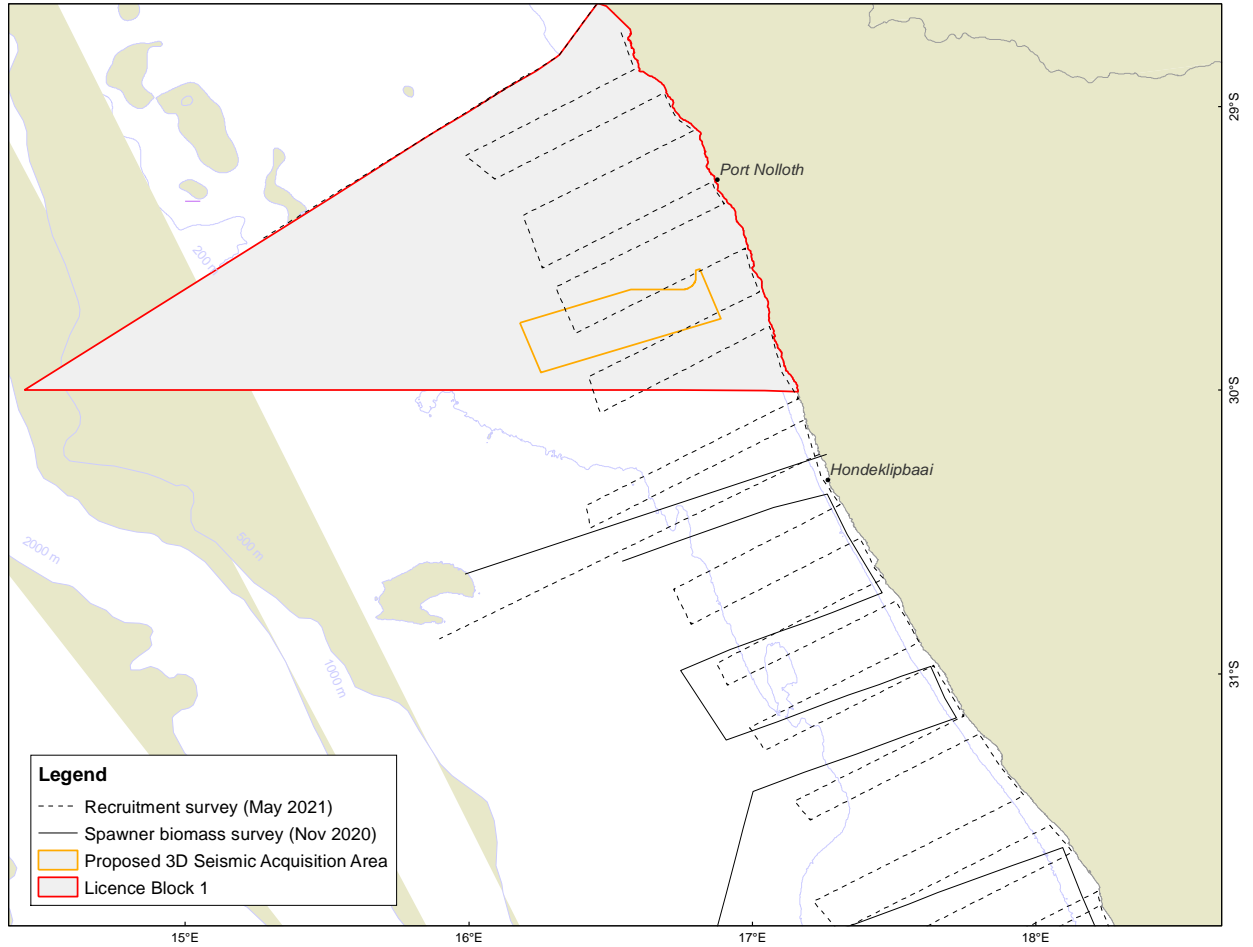 29°S
Port Nolloth
200 m
30°S
Hondeklipbaai
2000 m
500 m
1000 m
31°S
Legend
Recruitment survey (May 2021)
Spawner biomass survey (Nov 2020)
Proposed 3D Seismic Acquisition Area
Licence Block 1
15°E
16°E
17°E
18°E